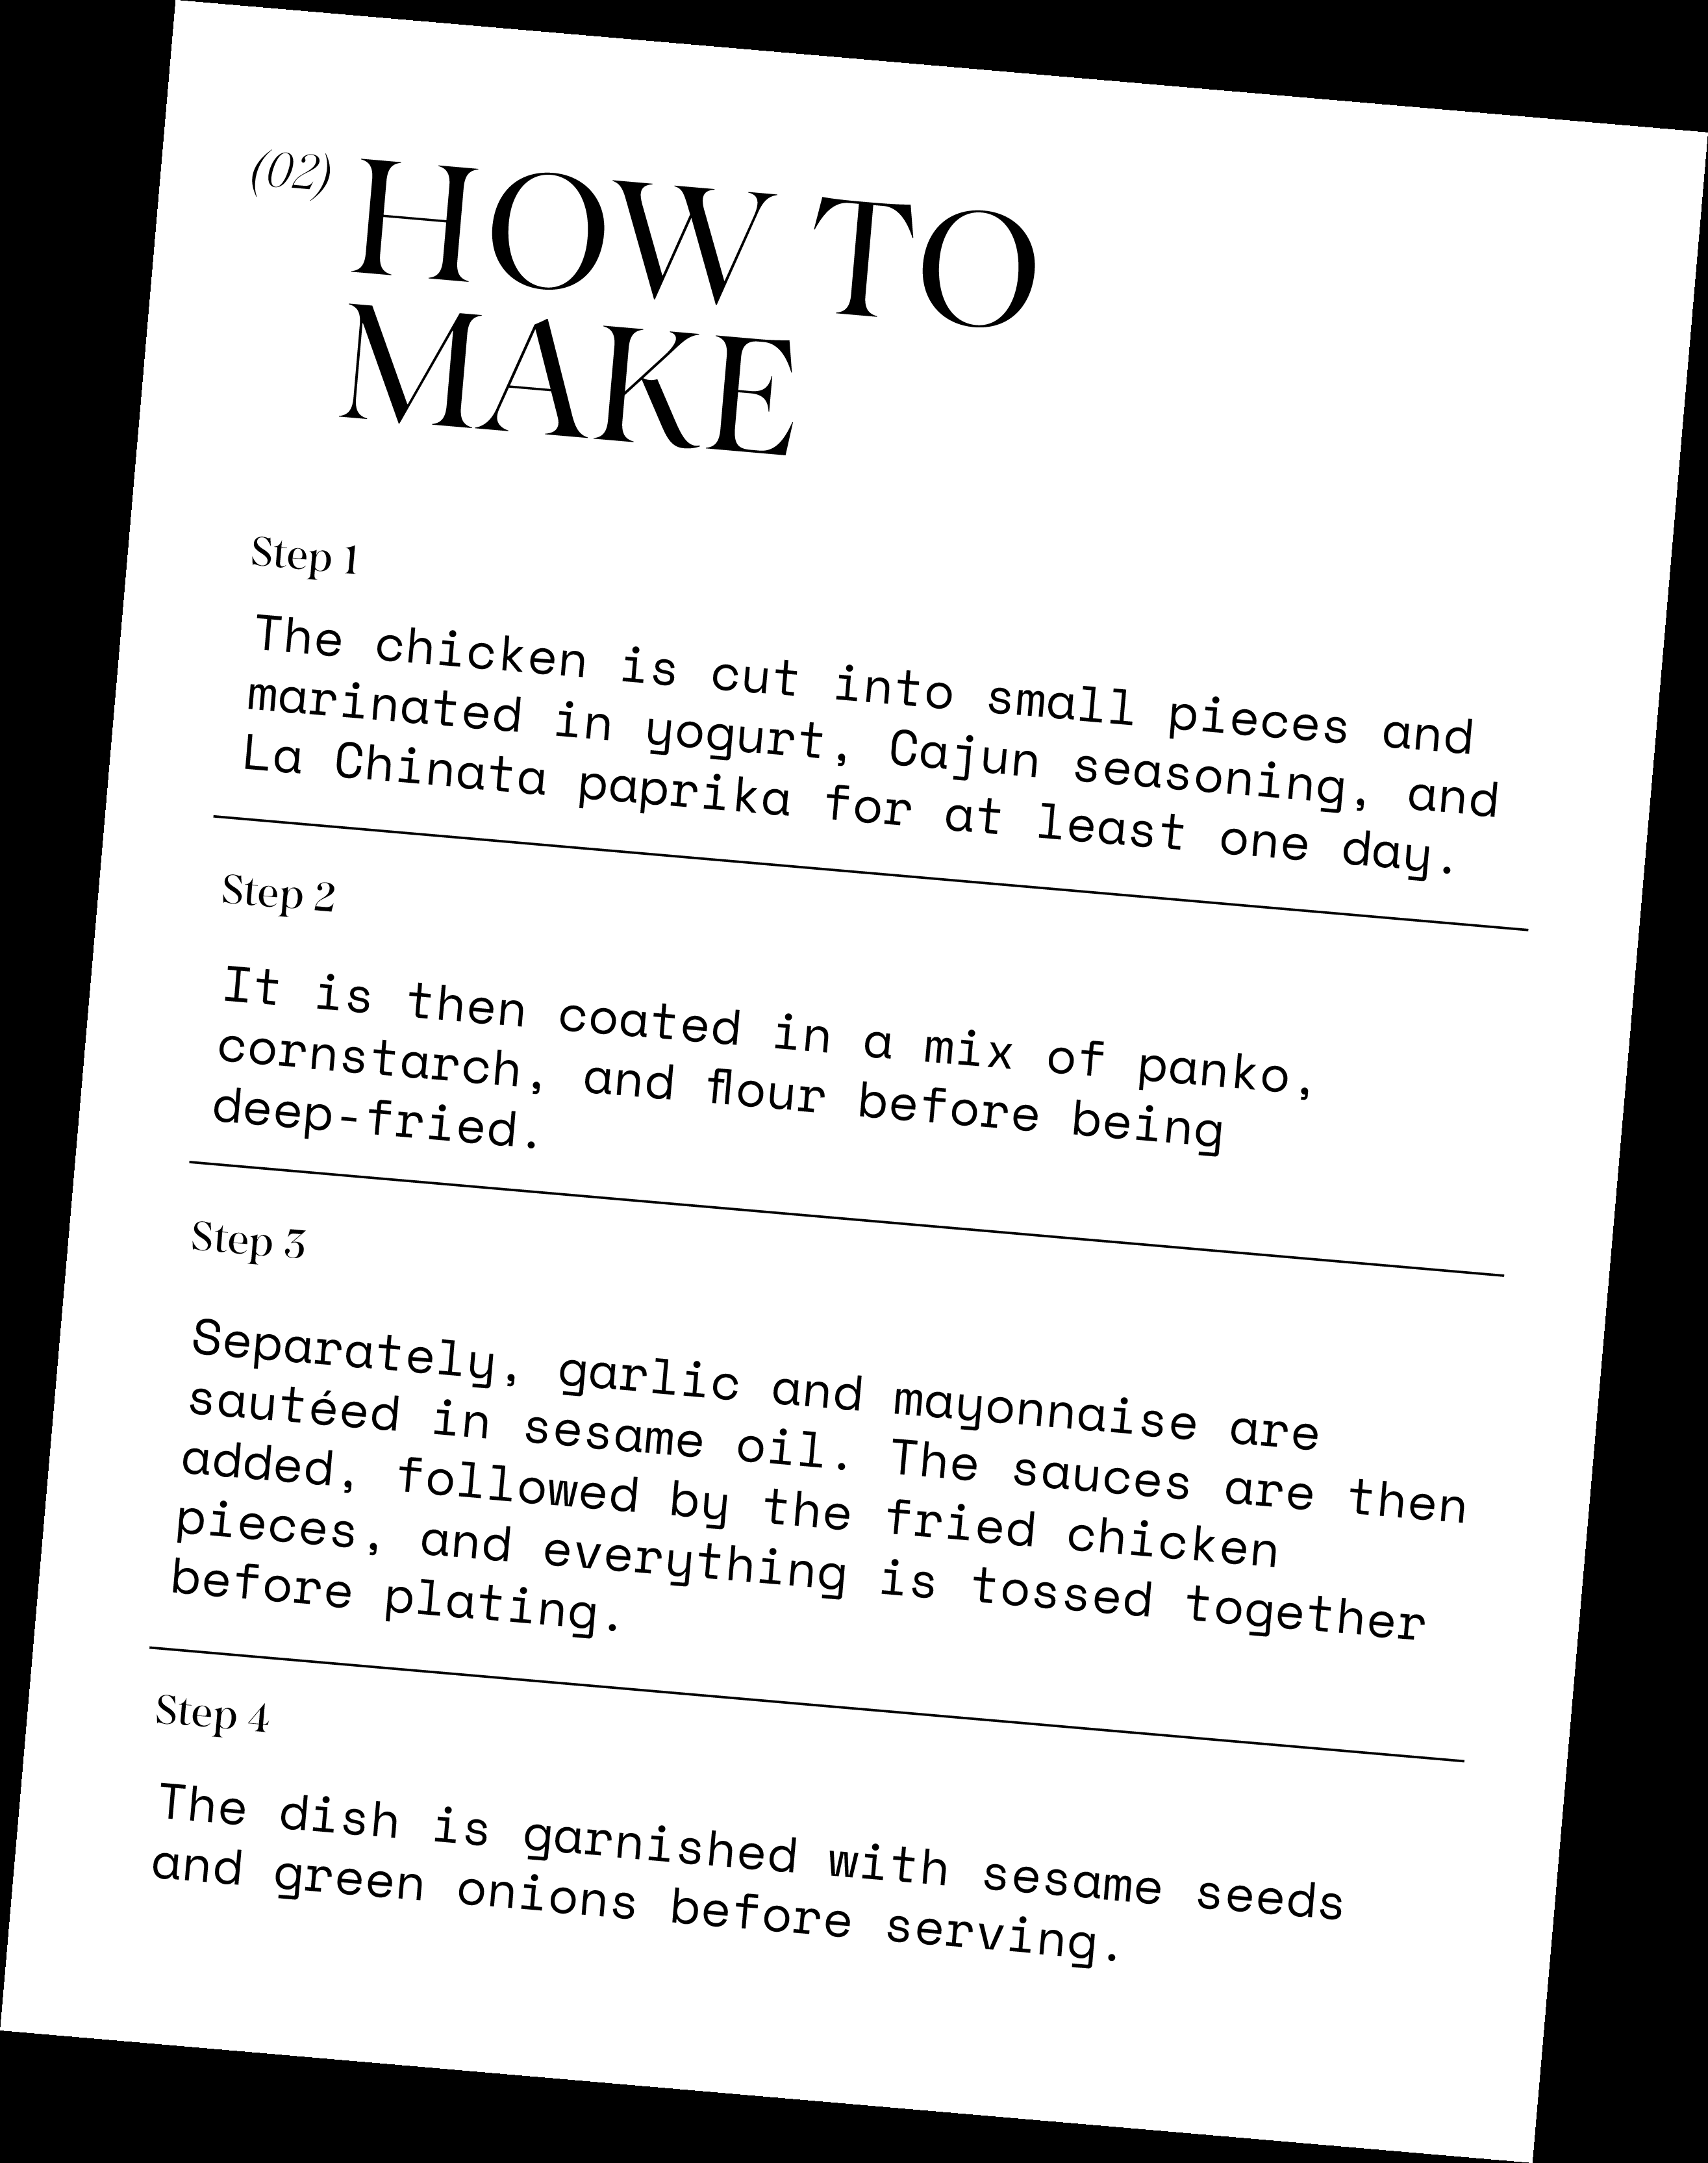 (02) HOW TO
MAKE
Step 1
The chicken is cut into small pieces and
marinated in yogurt, Cajun seasoning, and
La Chinata paprika for at least one day.
Step 2
It is then coated in a mix of panko,
cornstarch, and flour before being
deep-fried.
Step 3
Separately, garlic and mayonnaise are
sautéed in sesame oil. The sauces are then
added, followed by the fried chicken
pieces, and everything is tossed together
before plating.
Step 4
The dish is garnished with sesame seeds
and green onions before serving.